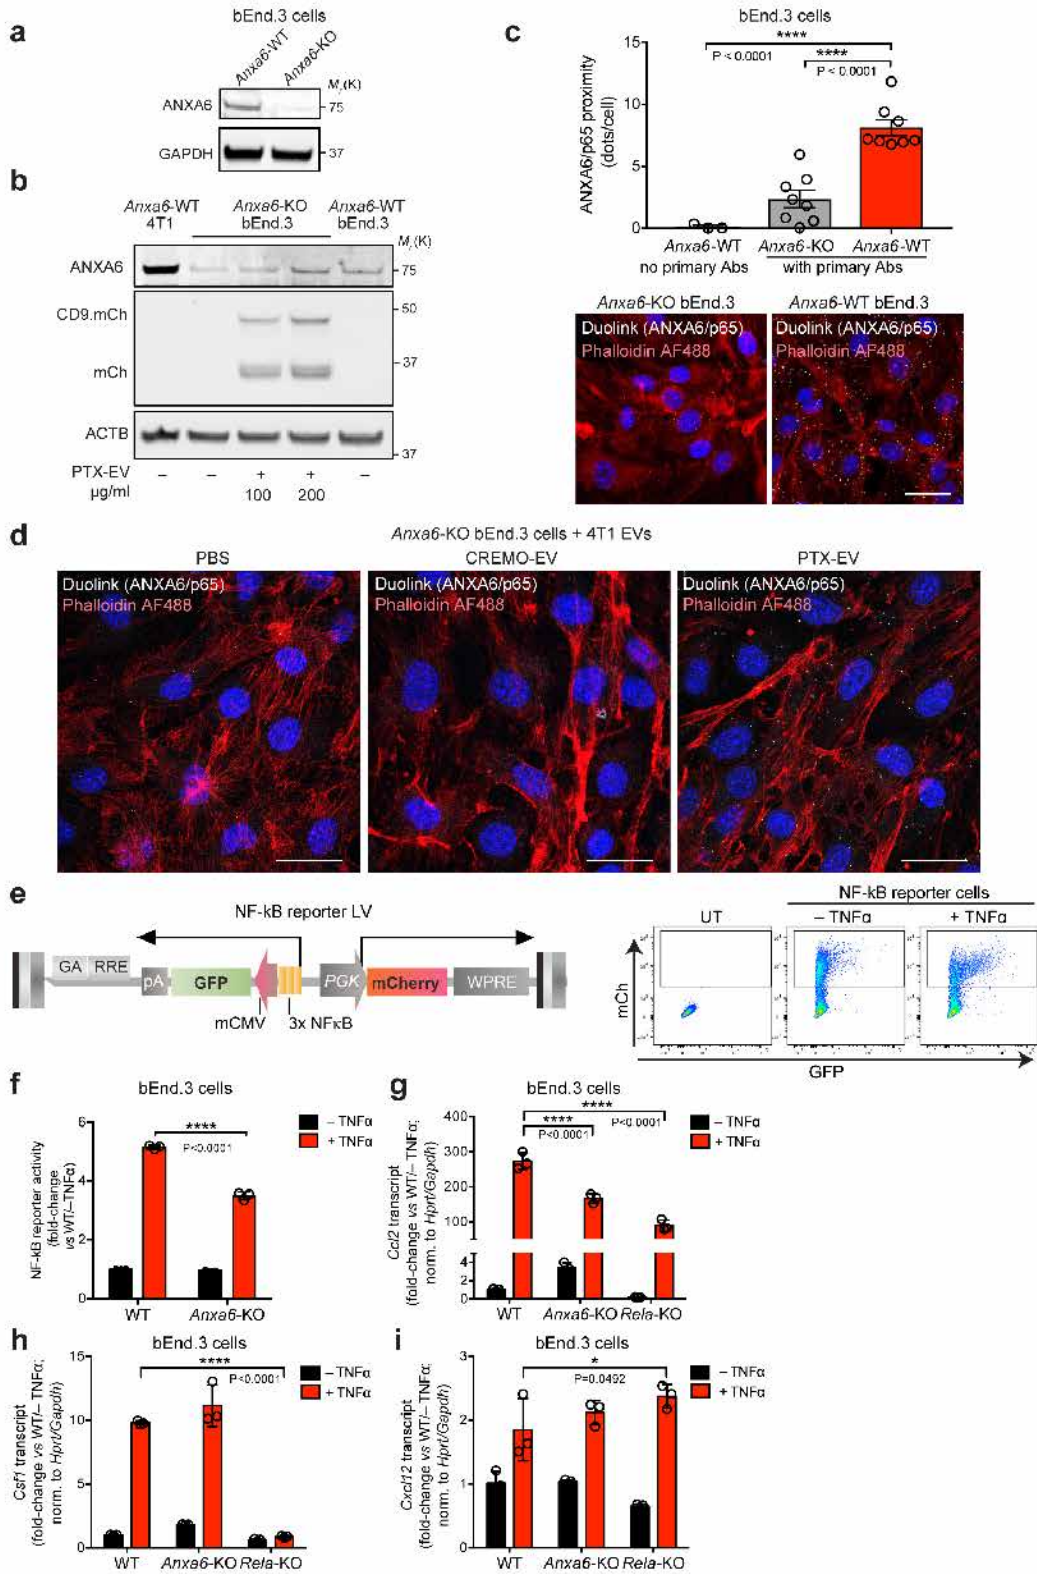 a
bEnd.3 cells
Anxa6-WT
Anxa6-KO
Mr(K)
ANXA6
75
GAPDH
37
b
Anxa6-WT
4T1
Anxa6-KO
bEnd.3
Anxa6-WT
bEnd.3
Mr(K)
ANXA6
75
CD9.mCh
50
mCh
37
ACTB
37
PTX-EV
– – + + –
µg/ml
100 200
c
bEnd.3 cells
ANXA6/p65 proximity
(dots/cell)
15
10
5
0
****
P < 0.0001
****
P < 0.0001
Anxa6-WT
Anxa6-KO
Anxa6-WT
no primary Abs
with primary Abs
Anxa6-KO bEnd.3
Anxa6-WT bEnd.3
Duolink (ANXA6/p65)
Phalloidin AF488
Duolink (ANXA6/p65)
Phalloidin AF488
d
Anxa6-KO bEnd.3 cells + 4T1 EVs
PBS
CREMO-EV
PTX-EV
Duolink (ANXA6/p65)
Phalloidin AF488
Duolink (ANXA6/p65)
Phalloidin AF488
Duolink (ANXA6/p65)
Phalloidin AF488
e
NF-kB reporter LV
GA
RRE
pA
GFP
PGK
mCherry
WPRE
mCMV
3x NFκB
NF-kB reporter cells
UT
– TNFα
+ TNFα
mCh
GFP
f
bEnd.3 cells
NF-kB reporter activity
(fold-change
vs WT/–TNFα)
6
4
2
0
****
P<0.0001
– TNFα
+ TNFα
WT
Anxa6-KO
g
bEnd.3 cells
Ccl2 transcript
(fold-change vs WT/– TNFα;
norm. to Hprt/Gapdh)
400
300
200
100
4
2
0
****
****
P<0.0001
P<0.0001
– TNFα
+ TNFα
WT
Anxa6-KO
Rela-KO
h
bEnd.3 cells
Csf1 transcript
(fold-change vs WT/– TNFα;
norm. to Hprt/Gapdh)
15
10
5
0
****
P<0.0001
– TNFα
+ TNFα
WT
Anxa6-KO
Rela-KO
i
bEnd.3 cells
Cxcl12 transcript
(fold-change vs WT/– TNFα;
norm. to Hprt/Gapdh)
3
2
1
0
*
P=0.0492
– TNFα
+ TNFα
WT
Anxa6-KO
Rela-KO